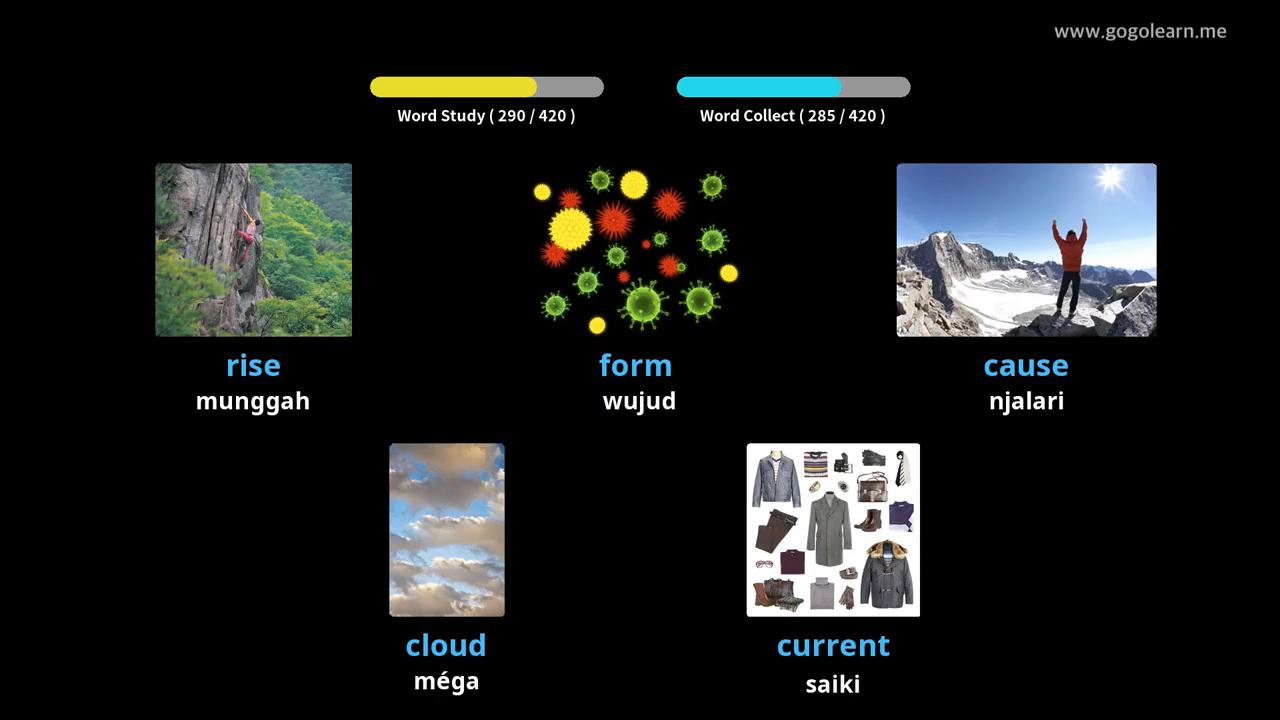 www.gogolearn.me
Word Study ( 290 / 420 )
Word Collect ( 285 / 420 )
rise
munggah
form
wujud
cause
njalari
cloud
méga
current
saiki